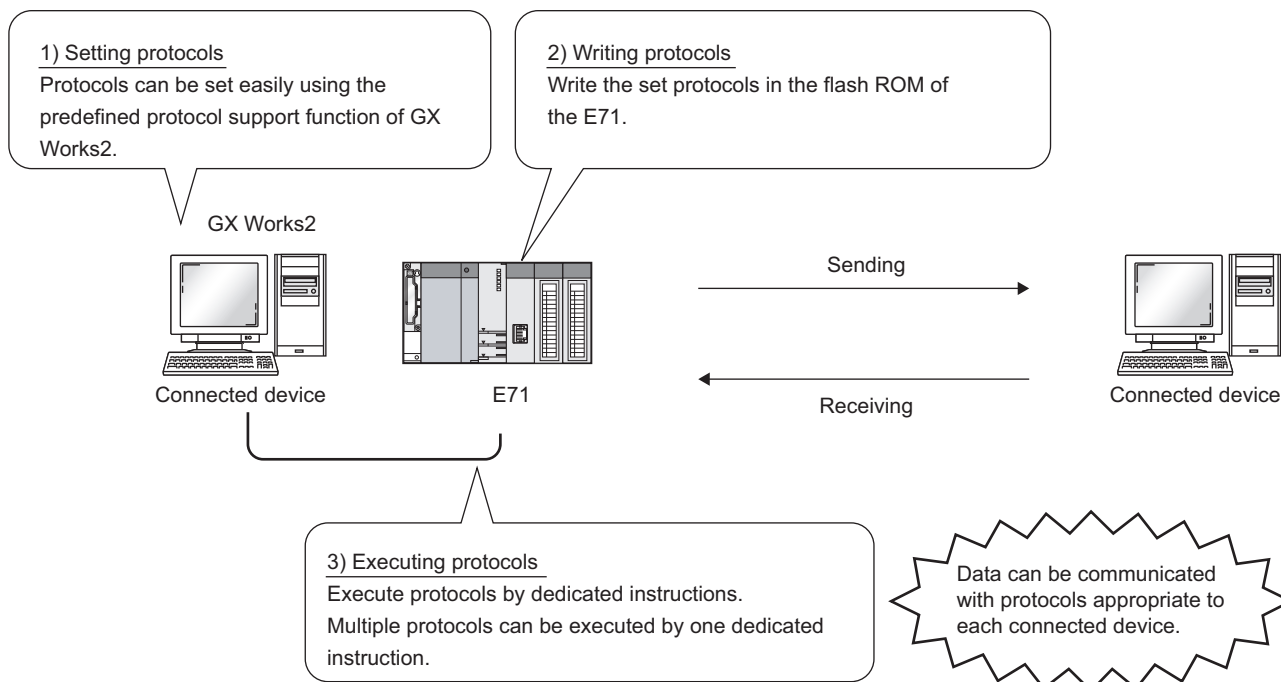 1) Setting protocols
Protocols can be set easily using the
predefined protocol support function of GX
Works2.
2) Writing protocols
Write the set protocols in the flash ROM of
the E71.
GX Works2
Sending
Connected device
E71
Receiving
Connected device
3) Executing protocols
Execute protocols by dedicated instructions.
Multiple protocols can be executed by one dedicated
instruction.
Data can be communicated
with protocols appropriate to
each connected device.